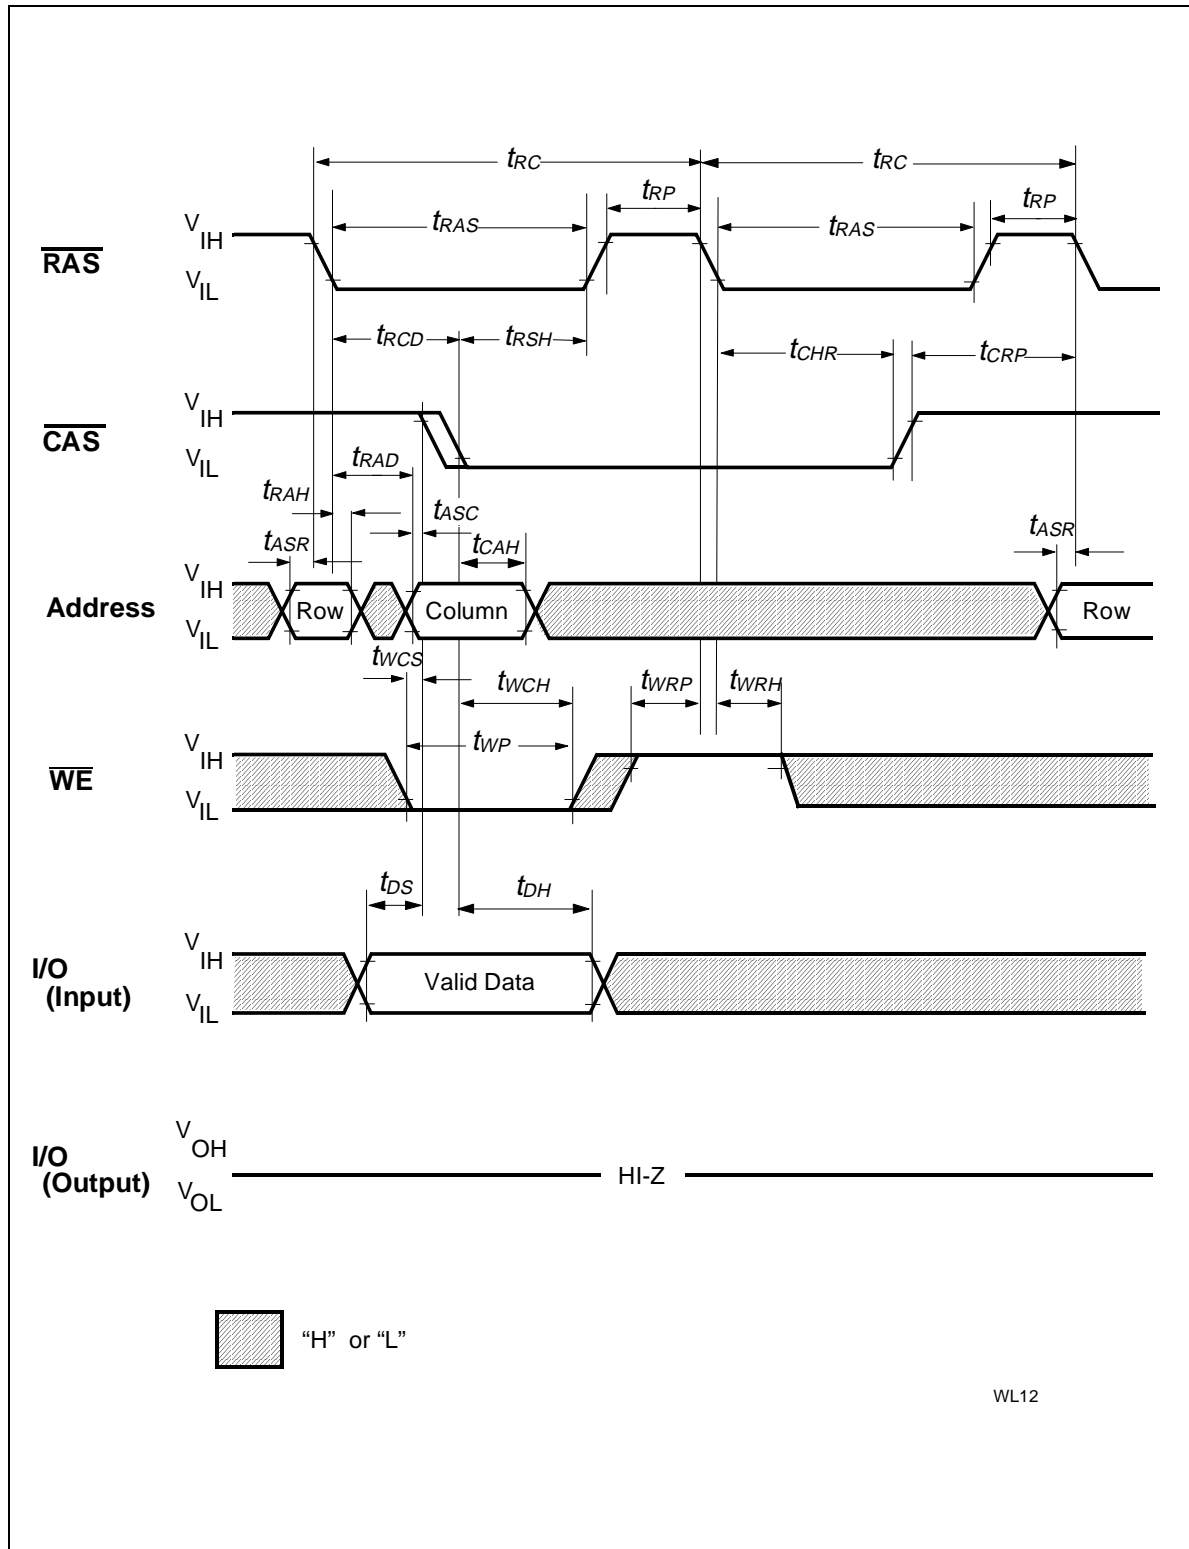 tRC tRC
tRP tRP
tRAS tRAS
RAS VIH
VIL
tRCD tRSH tCHR tCRP
CAS VIH
VIL
tRAD
tRAH tASC
tASR tCAH tASR
Address VIH
VIL
Row Column Row
tWCS
tWCH tWRP tWRH
tWP
WE VIH
VIL
tDS tDH
I/O
(Input)
VIH
VIL
Valid Data
I/O
(Output)
VOH
VOL
HI-Z
“H” or “L”
WL12